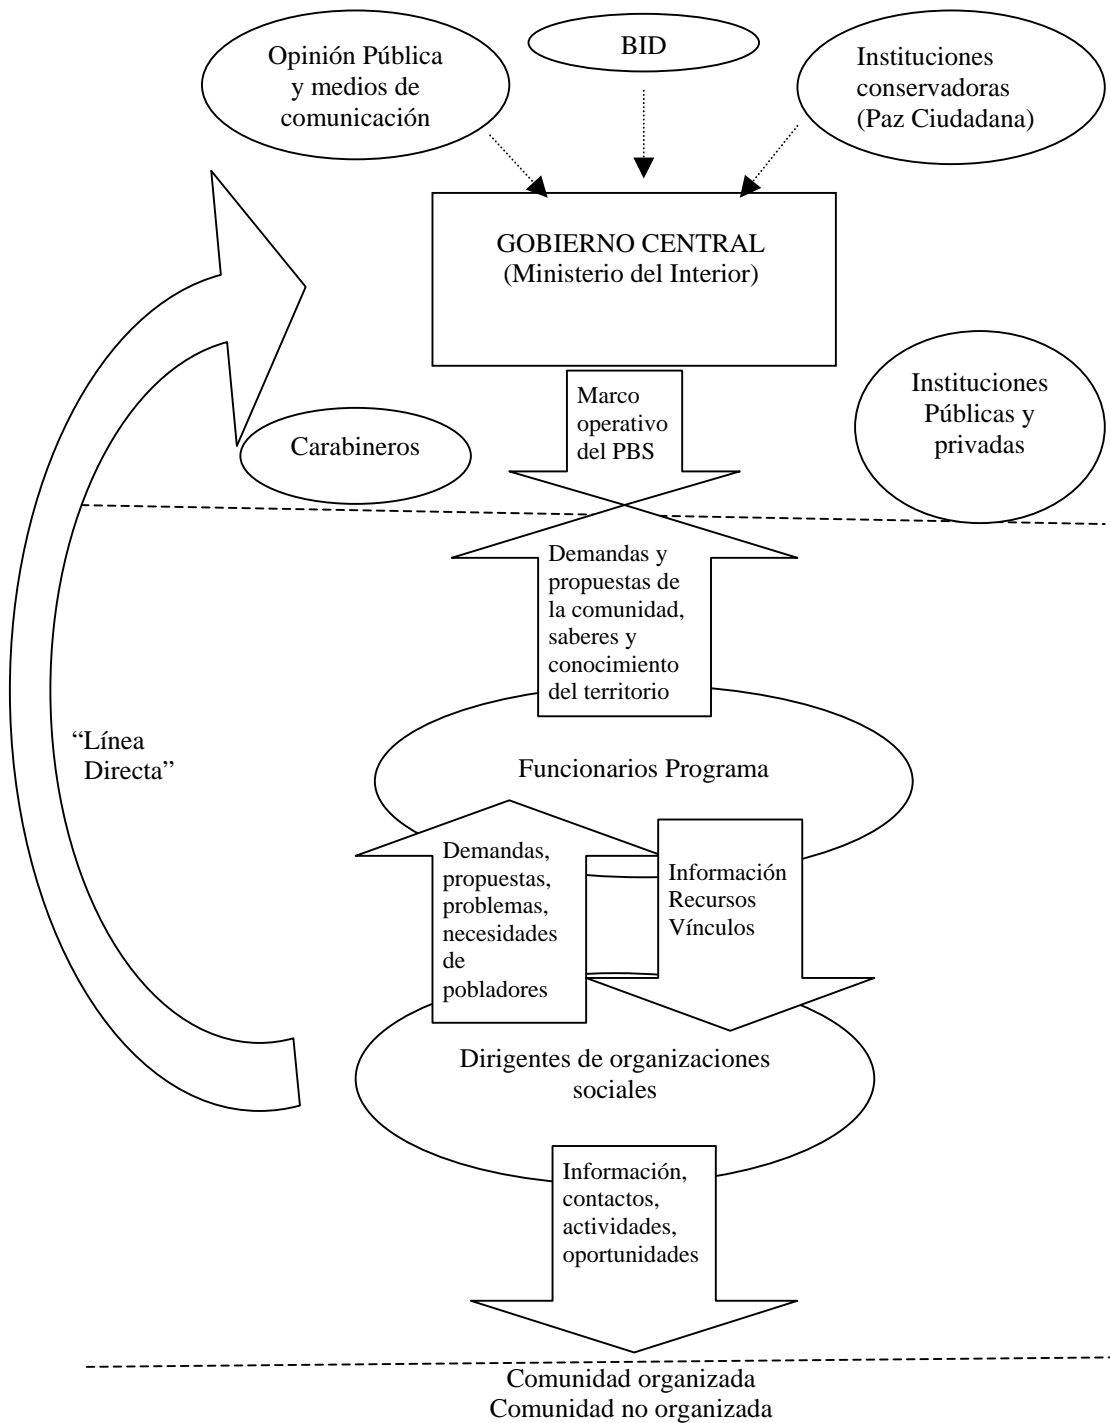 Opinión Pública
y medios de
comunicación
BID
Instituciones
conservadoras
(Paz Ciudadana)
GOBIERNO CENTRAL
(Ministerio del Interior)
Marco
operativo
del PBS
Instituciones
Públicas y
privadas
Carabineros
Demandas y
propuestas de
la comunidad,
saberes y
conocimiento
del territorio
“Línea
Directa”
Funcionarios Programa
Demandas,
propuestas,
problemas,
necesidades
de
pobladores
Información
Recursos
Vínculos
Dirigentes de organizaciones
sociales
Información,
contactos,
actividades,
oportunidades
Comunidad organizada
Comunidad no organizada